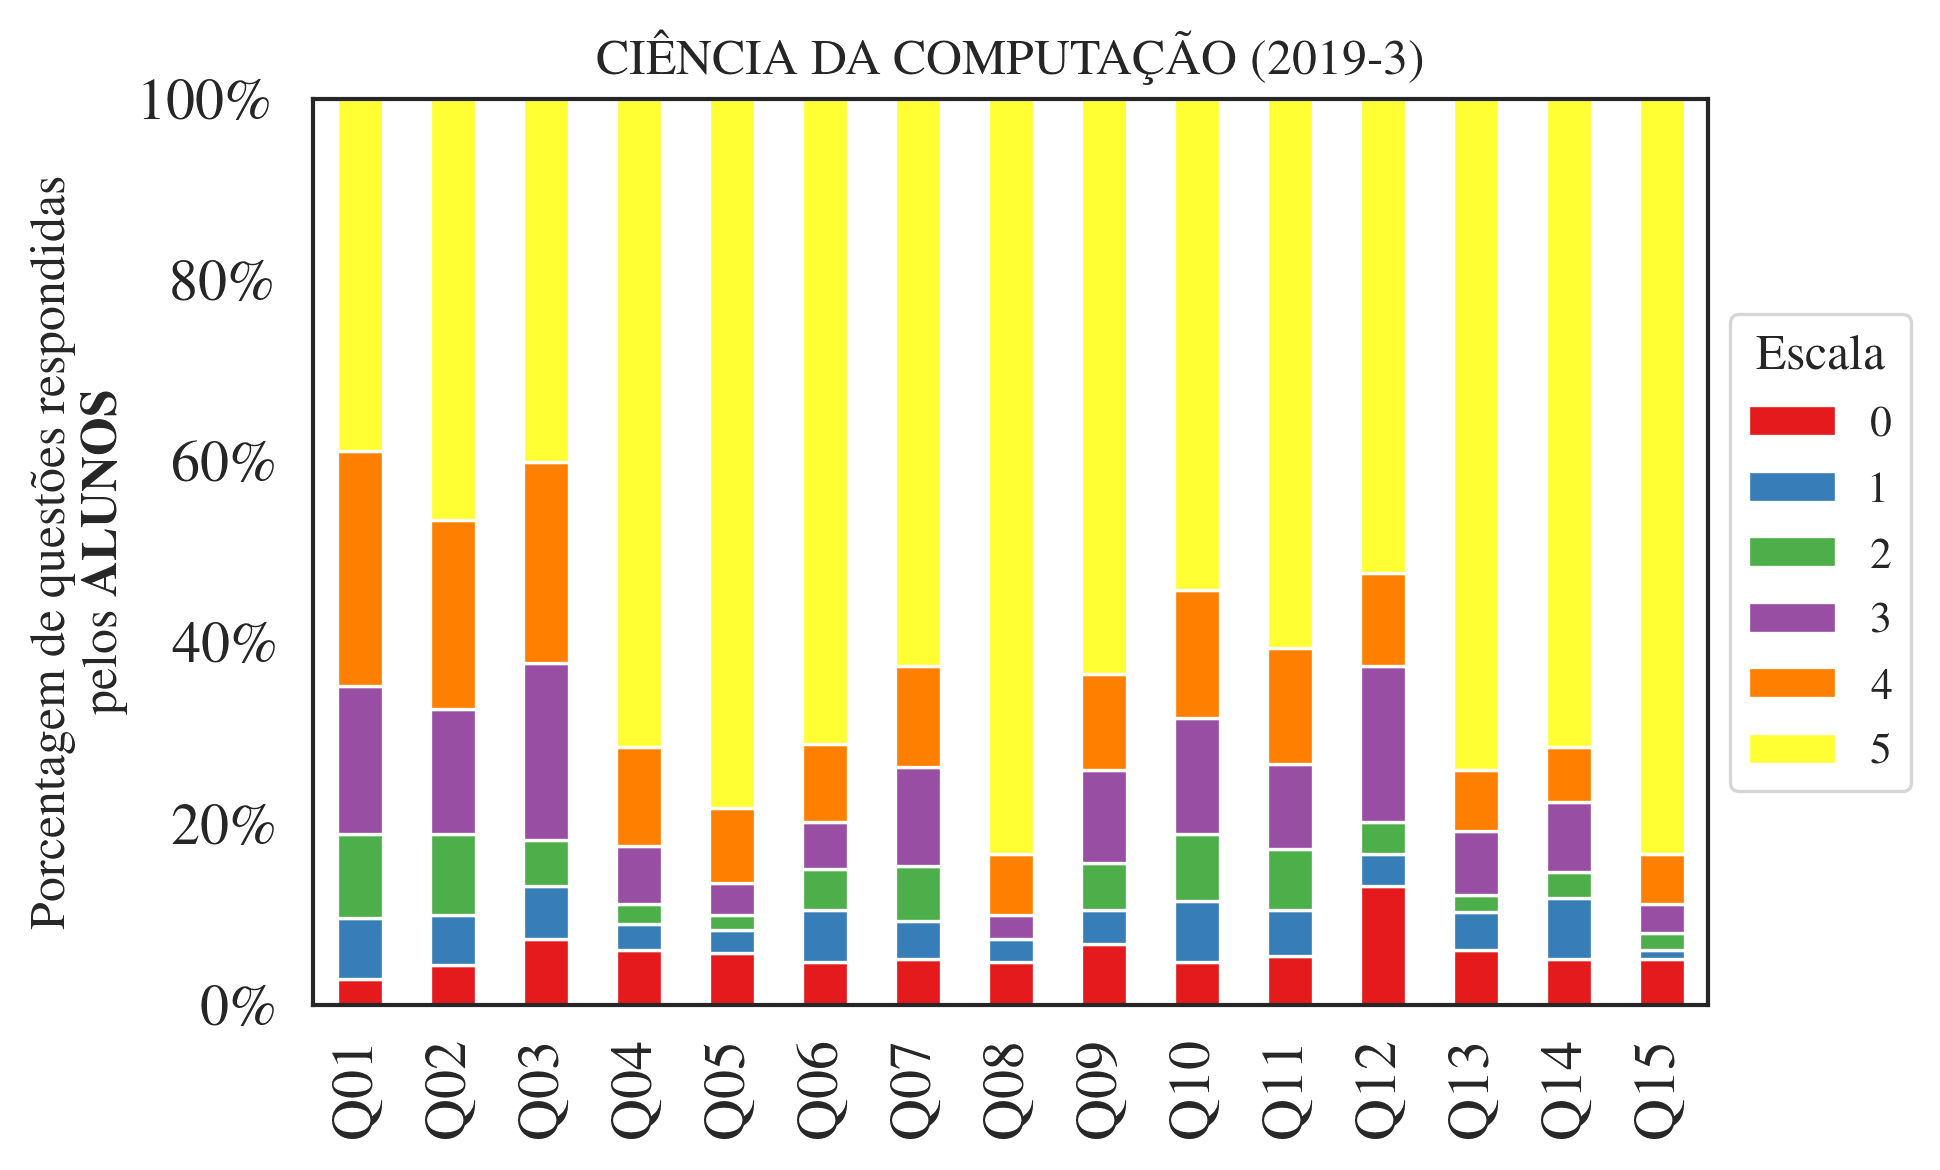 CIÊNCIA DA COMPUTAÇÃO (2019-3)
Porcentagem de questões respondidas
pelos ALUNOS
100%
80%
60%
40%
20%
0%
Q01
Q02
Q03
Q04
Q05
Q06
Q07
Q08
Q09
Q10
Q11
Q12
Q13
Q14
Q15
Escala
0
1
2
3
4
5